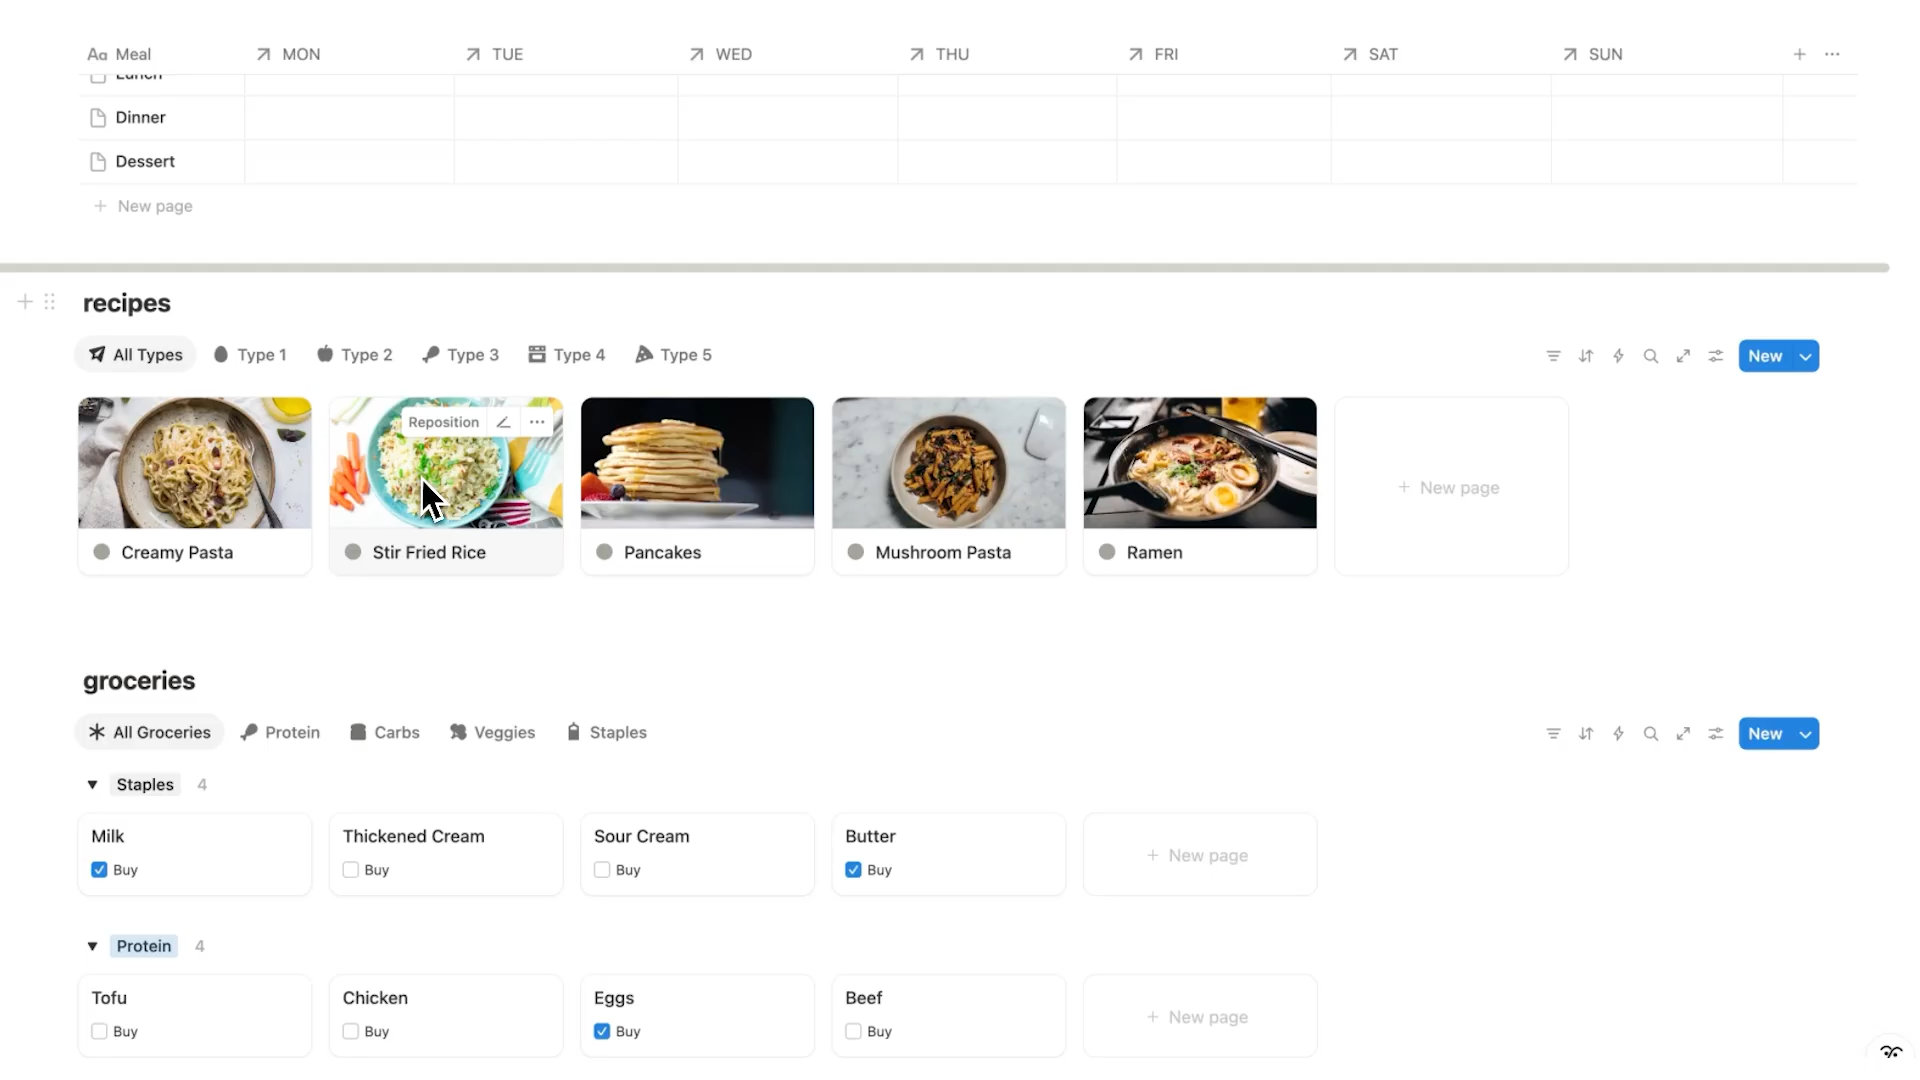 Aa Meal MON TUE WED THU FRI SAT SUN
Lunch
Dinner
Dessert
New page
recipes
All Types Type 1 Type 2 Type 3 Type 4 Type 5 New
Reposition
New page
Creamy Pasta Stir Fried Rice Pancakes Mushroom Pasta Ramen
groceries
All Groceries Protein Carbs Veggies Staples New
Staples 4
Milk Thickened Cream Sour Cream Butter
New page
Buy Buy Buy Buy
Protein 4
Tofu Chicken Eggs Beef
New page
Buy Buy Buy Buy